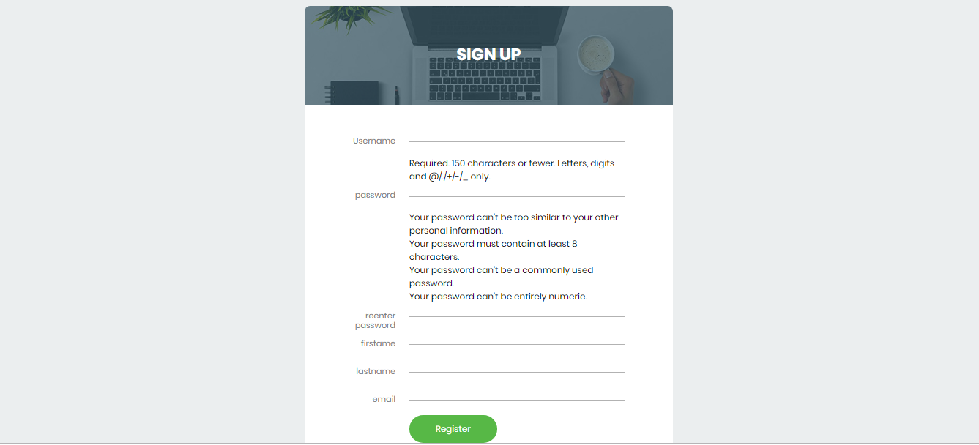 SIGN UP
Username
Required. 150 characters or fewer. Letters, digits
and @/./+/-/_ only.
password
Your password can't be too similar to your other
personal information.
Your password must contain at least 8
characters.
Your password can't be a commonly used
password.
Your password can't be entirely numeric.
reenter
password
firstame
lastname
email
Register